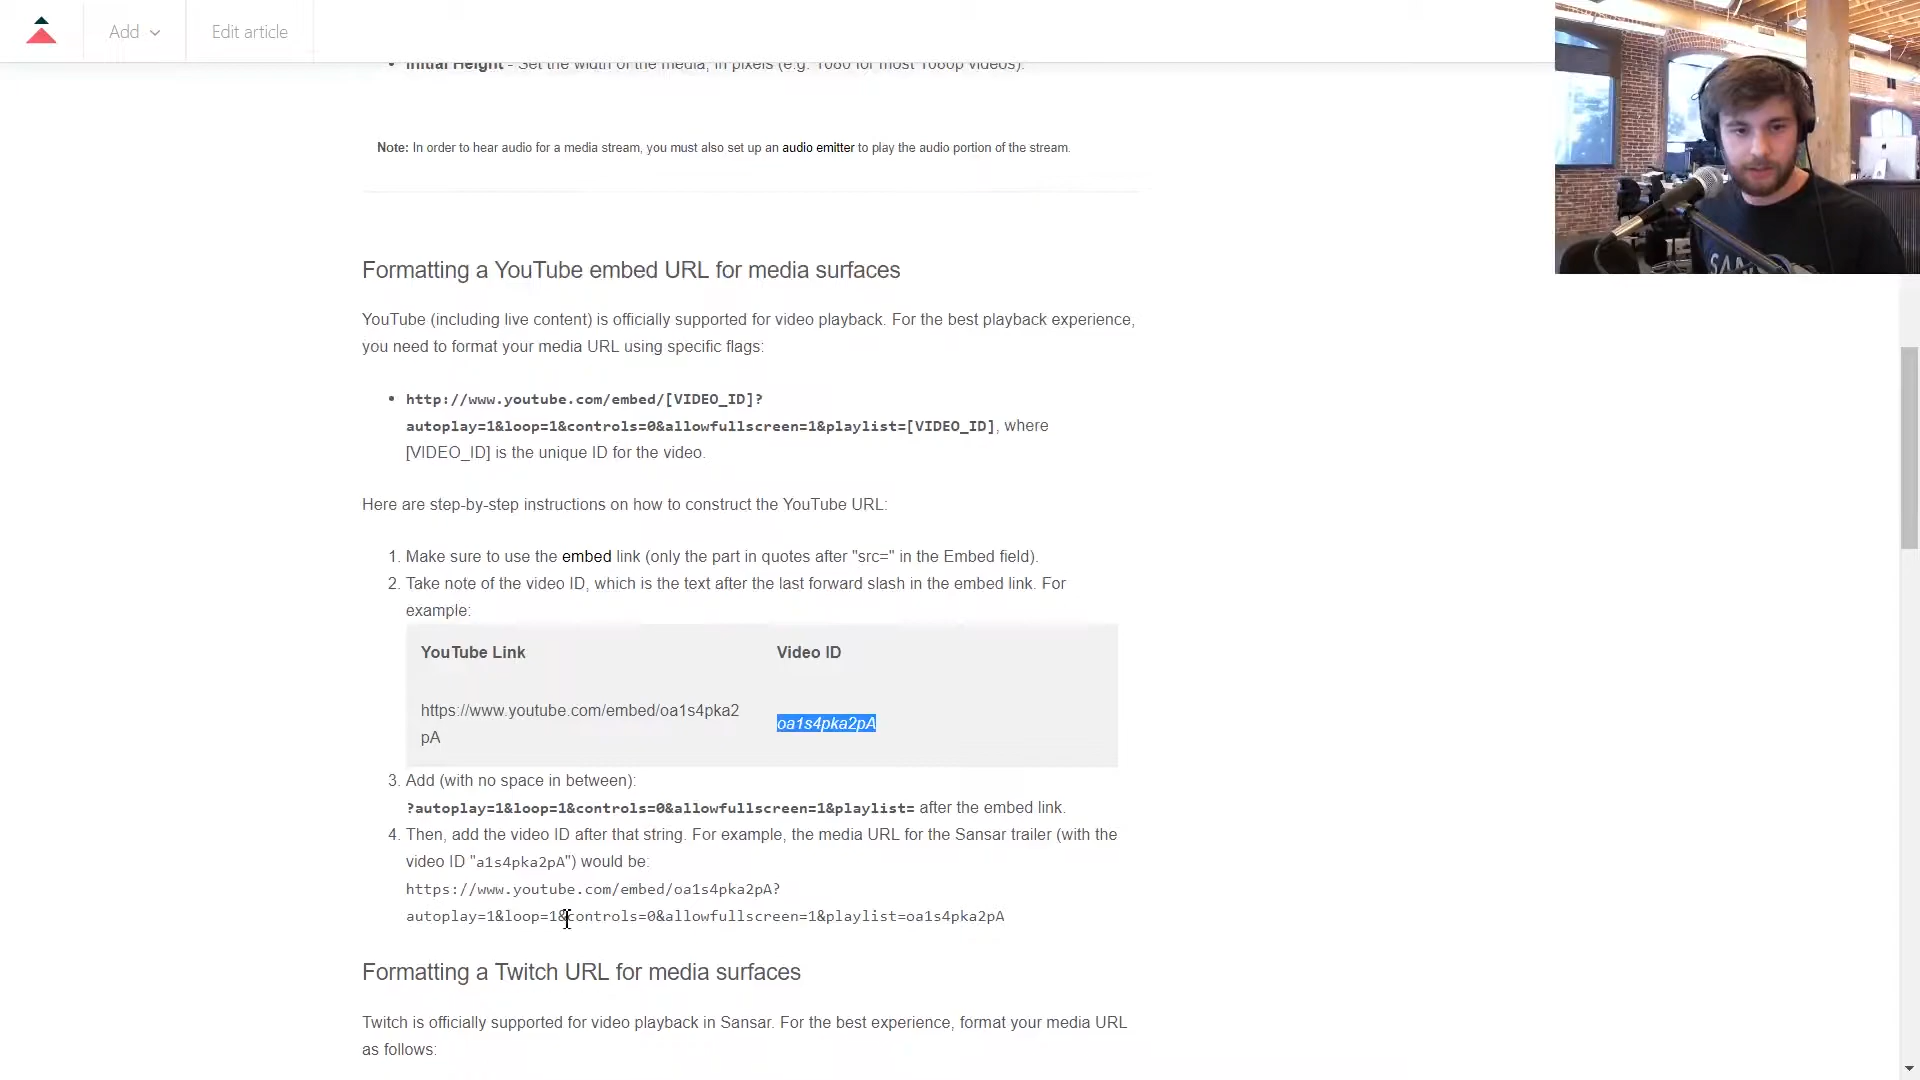 Add
Edit article
• Initial Height - Set the width of the media, in pixels (e.g. 1080 for most 1080p videos).
Note: In order to hear audio for a media stream, you must also set up an audio emitter to play the audio portion of the stream.
Formatting a YouTube embed URL for media surfaces
YouTube (including live content) is officially supported for video playback. For the best playback experience,
you need to format your media URL using specific flags:
• http://www.youtube.com/embed/[VIDEO_ID]?
autoplay=1&loop=1&controls=0&allowfullscreen=1&playlist=[VIDEO_ID], where
[VIDEO_ID] is the unique ID for the video.
Here are step-by-step instructions on how to construct the YouTube URL:
1. Make sure to use the embed link (only the part in quotes after "src=" in the Embed field).
2. Take note of the video ID, which is the text after the last forward slash in the embed link. For
example:
YouTube Link
Video ID
https://www.youtube.com/embed/oa1s4pka2
pA
oa1s4pka2pA
3. Add (with no space in between):
?autoplay=1&loop=1&controls=0&allowfullscreen=1&playlist= after the embed link.
4. Then, add the video ID after that string. For example, the media URL for the Sansar trailer (with the
video ID "a1s4pka2pA") would be:
https://www.youtube.com/embed/oa1s4pka2pA?
autoplay=1&loop=1&controls=0&allowfullscreen=1&playlist=oa1s4pka2pA
Formatting a Twitch URL for media surfaces
Twitch is officially supported for video playback in Sansar. For the best experience, format your media URL
as follows: